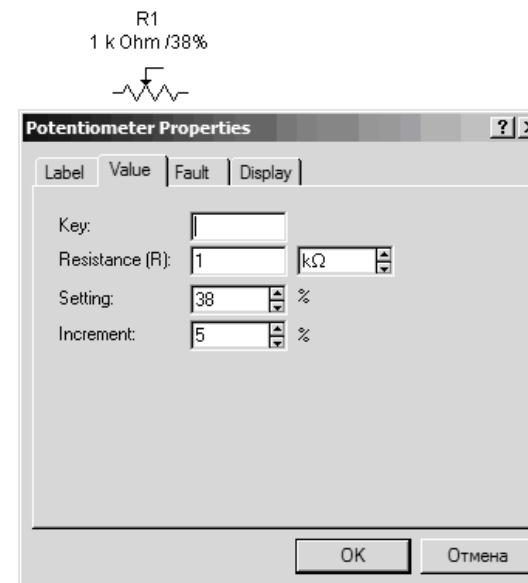 R1
1 k Ohm /38%
Potentiometer Properties ? x
Label Value Fault Display
Key:
Resistance (R): 1 kΩ
Setting: 38 %
Increment: 5 %
OK Отмена